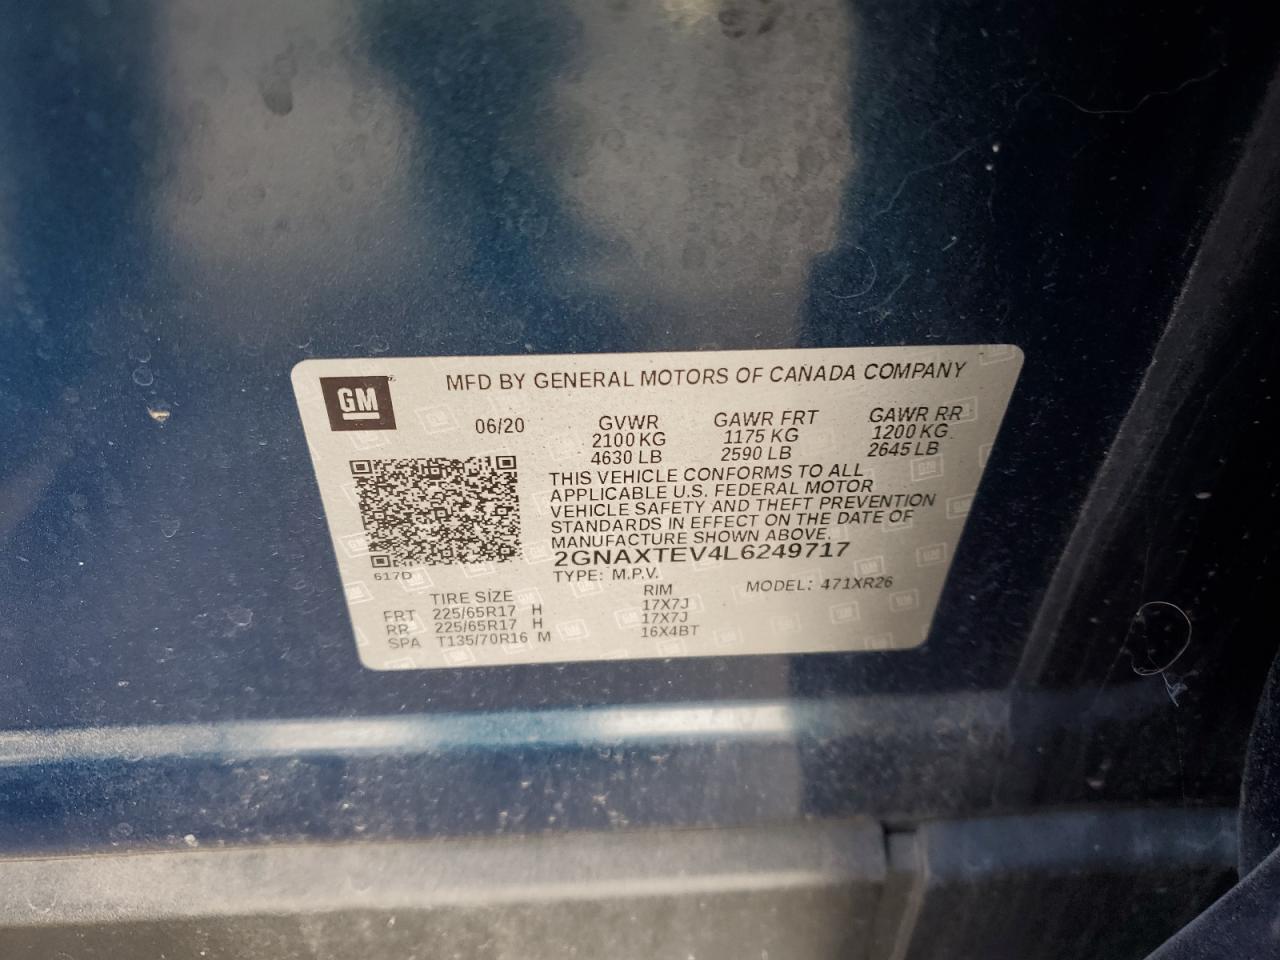 GM
MFD BY GENERAL MOTORS OF CANADA COMPANY
06/20 GVWR GAWR FRT GAWR RR
2100 KG 1175 KG 1200 KG
4630 LB 2590 LB 2645 LB
THIS VEHICLE CONFORMS TO ALL
APPLICABLE U.S. FEDERAL MOTOR
VEHICLE SAFETY AND THEFT PREVENTION
STANDARDS IN EFFECT ON THE DATE OF
MANUFACTURE SHOWN ABOVE.
2GNAXTEV4L6249717
617D TYPE: M.P.V. MODEL: 471XR26
TIRE SIZE RIM
FRT 225/65R17 H 17X7J
RR 225/65R17 H 17X7J
SPA T135/70R16 M 16X4BT